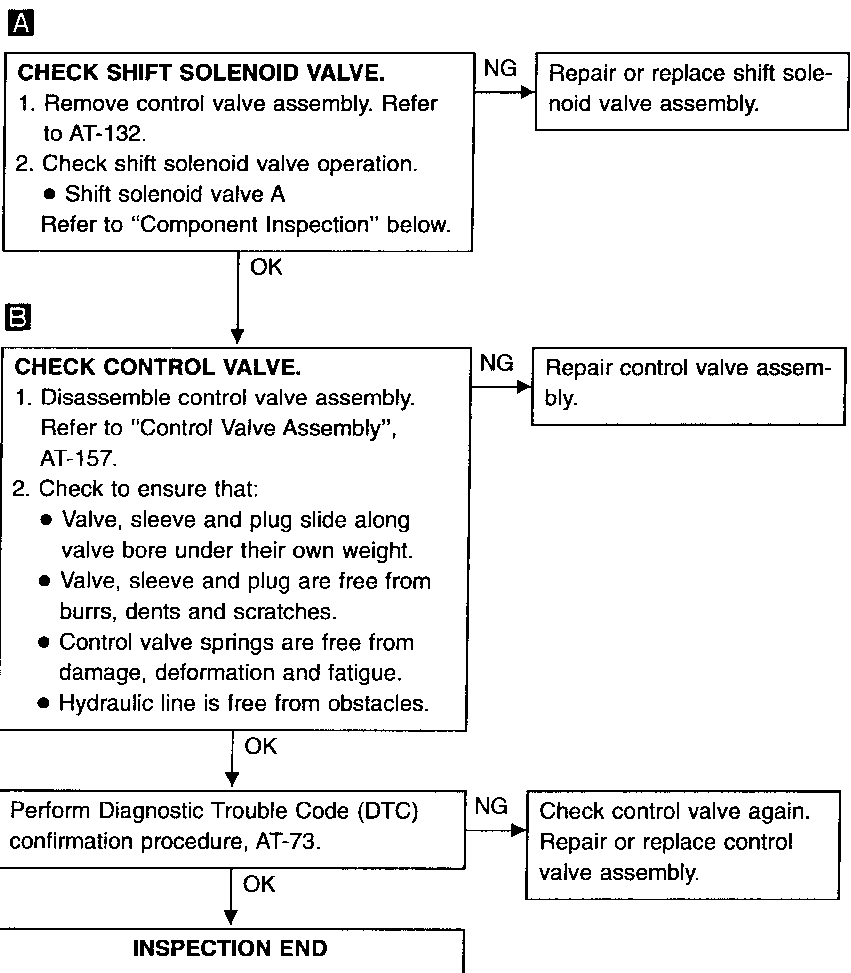 A
CHECK SHIFT SOLENOID VALVE.
1. Remove control valve assembly. Refer
to AT-132.
2. Check shift solenoid valve operation.
● Shift solenoid valve A
Refer to “Component Inspection” below.
NG
Repair or replace shift sole-
noid valve assembly.
OK
B
CHECK CONTROL VALVE.
1. Disassemble control valve assembly.
Refer to "Control Valve Assembly”,
AT-157.
2. Check to ensure that:
● Valve, sleeve and plug slide along
valve bore under their own weight.
● Valve, sleeve and plug are free from
burrs, dents and scratches.
● Control valve springs are free from
damage, deformation and fatigue.
● Hydraulic line is free from obstacles.
NG
Repair control valve assem-
bly.
OK
Perform Diagnostic Trouble Code (DTC)
confirmation procedure, AT-73.
NG
Check control valve again.
Repair or replace control
valve assembly.
OK
INSPECTION END